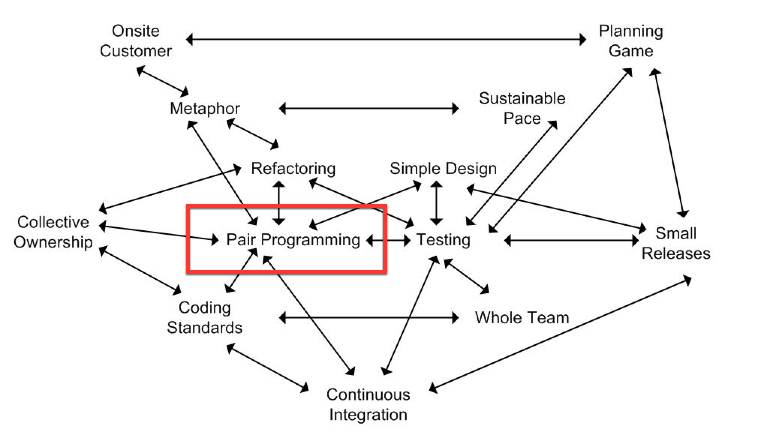 Onsite
Customer
Planning
Game
Metaphor
Sustainable
Pace
Refactoring
Simple Design
Collective
Ownership
Pair Programming
Testing
Small
Releases
Coding
Standards
Whole Team
Continuous
Integration